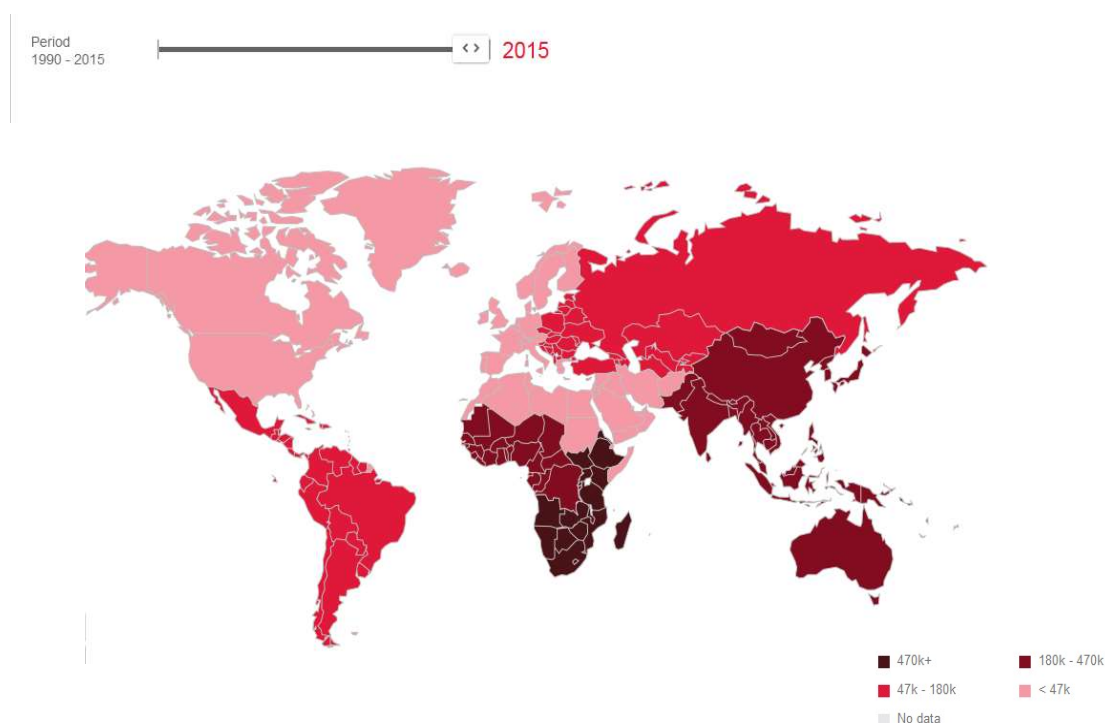 Period
1990 - 2015
2015
470k+
180k - 470k
47k - 180k
< 47k
No data